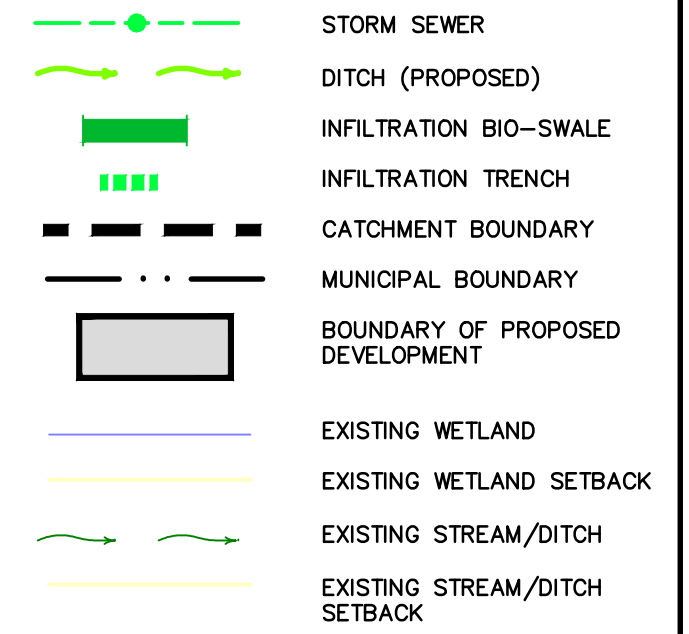 STORM SEWER
DITCH (PROPOSED)
INFILTRATION BIO-SWALE
INFILTRATION TRENCH
CATCHMENT BOUNDARY
MUNICIPAL BOUNDARY
BOUNDARY OF PROPOSED
DEVELOPMENT
EXISTING WETLAND
EXISTING WETLAND SETBACK
EXISTING STREAM/DITCH
EXISTING STREAM/DITCH
SETBACK